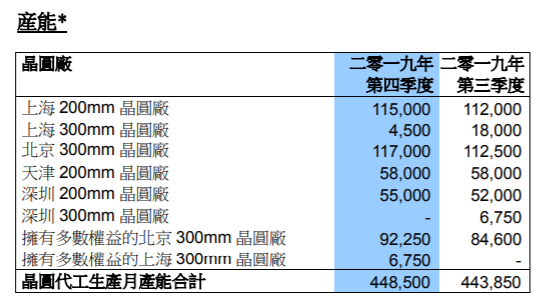 產能*
晶圓廠 二零一九年 二零一九年
第四季度 第三季度
上海 200mm 晶圓廠 115,000 112,000
上海 300mm 晶圓廠 4,500 18,000
北京 300mm 晶圓廠 117,000 112,500
天津 200mm 晶圓廠 58,000 58,000
深圳 200mm 晶圓廠 55,000 52,000
深圳 300mm 晶圓廠 - 6,750
擁有多數權益的北京 300mm 晶圓廠 92,250 84,600
擁有多數權益的上海 300mm 晶圓廠 6,750 -
晶圓代工生產月產能合計 448,500 443,850